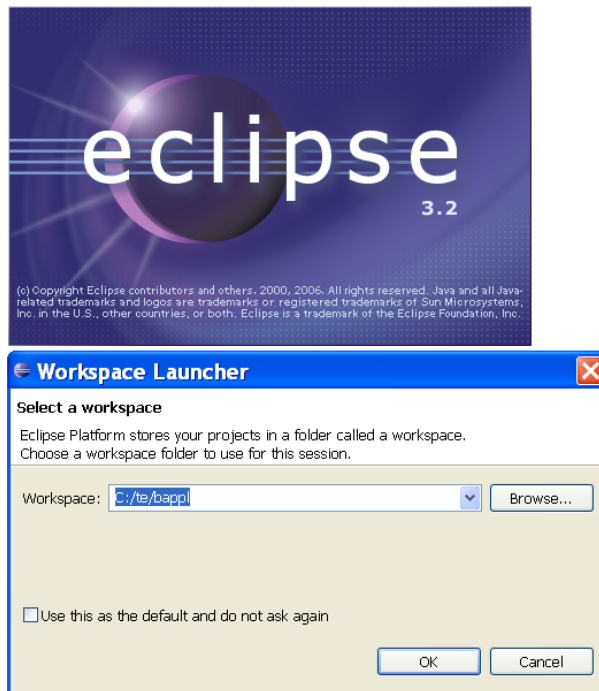 eclipse
3.2
(c) Copyright Eclipse contributors and others. 2000, 2006. All rights reserved. Java and all Java-
related trademarks and logos are trademarks or registered trademarks of Sun Microsystems,
Inc. in the U.S., other countries, or both. Eclipse is a trademark of the Eclipse Foundation, Inc.
Workspace Launcher
Select a workspace
Eclipse Platform stores your projects in a folder called a workspace.
Choose a workspace folder to use for this session.
Workspace: C:/te/bappl Browse...
Use this as the default and do not ask again
OK Cancel